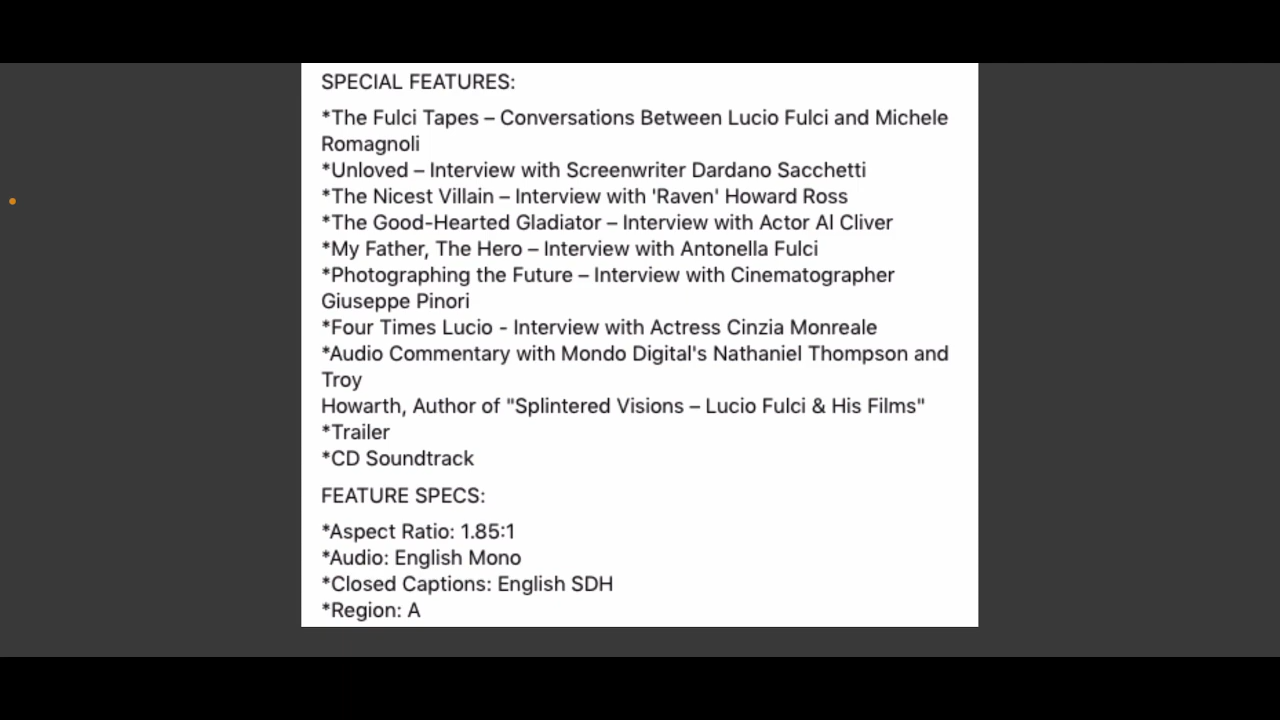 SPECIAL FEATURES:
*The Fulci Tapes – Conversations Between Lucio Fulci and Michele
Romagnoli
*Unloved – Interview with Screenwriter Dardano Sacchetti
*The Nicest Villain – Interview with 'Raven' Howard Ross
*The Good-Hearted Gladiator – Interview with Actor Al Cliver
*My Father, The Hero – Interview with Antonella Fulci
*Photographing the Future – Interview with Cinematographer
Giuseppe Pinori
*Four Times Lucio - Interview with Actress Cinzia Monreale
*Audio Commentary with Mondo Digital's Nathaniel Thompson and
Troy
Howarth, Author of "Splintered Visions – Lucio Fulci & His Films"
*Trailer
*CD Soundtrack
FEATURE SPECS:
*Aspect Ratio: 1.85:1
*Audio: English Mono
*Closed Captions: English SDH
*Region: A